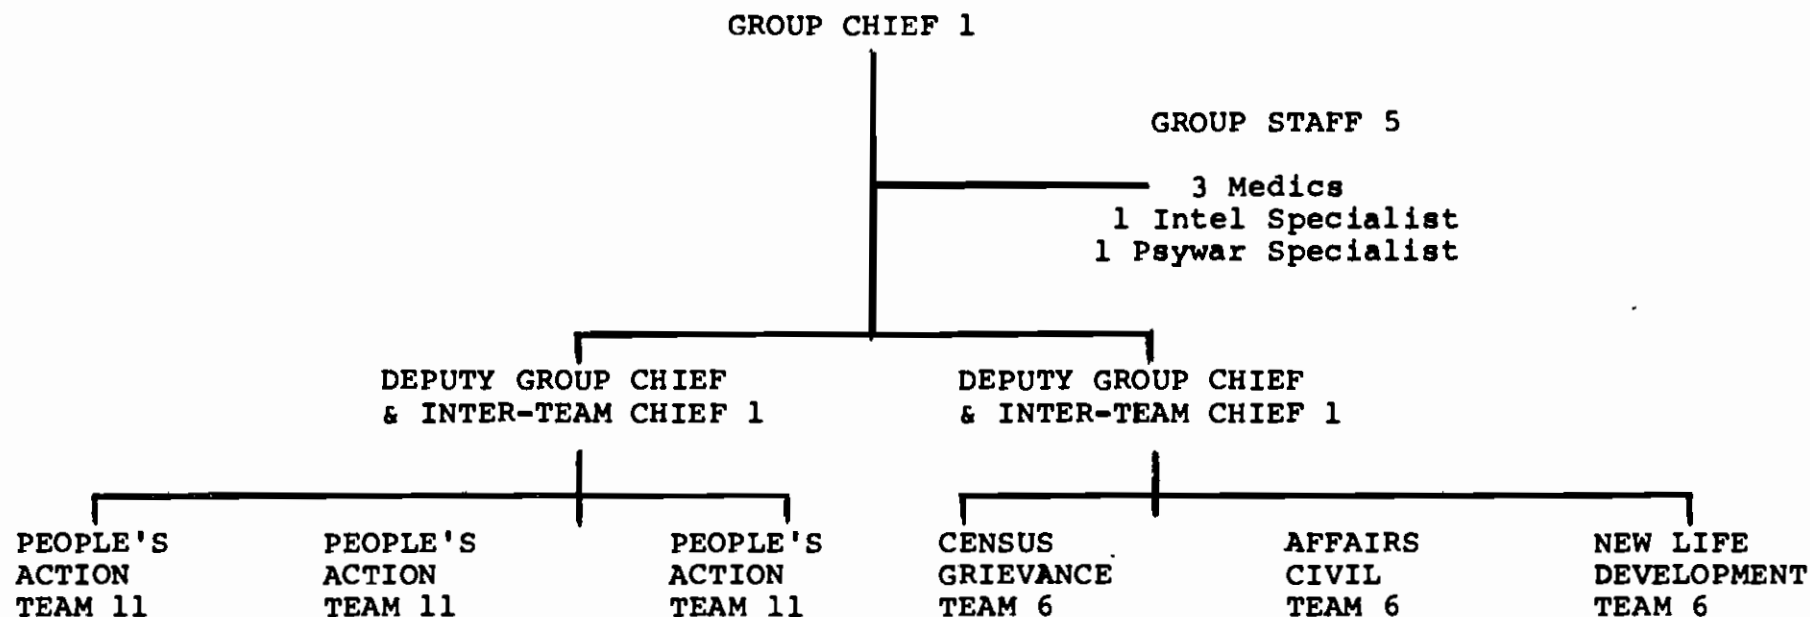 GROUP CHIEF 1
GROUP STAFF 5
3 Medics
1 Intel Specialist
1 Psywar Specialist
DEPUTY GROUP CHIEF
& INTER-TEAM CHIEF 1
DEPUTY GROUP CHIEF
& INTER-TEAM CHIEF 1
PEOPLE'S
ACTION
TEAM 11
PEOPLE'S
ACTION
TEAM 11
PEOPLE'S
ACTION
TEAM 11
CENSUS
GRIEVANCE
TEAM 6
AFFAIRS
CIVIL
TEAM 6
NEW LIFE
DEVELOPMENT
TEAM 6